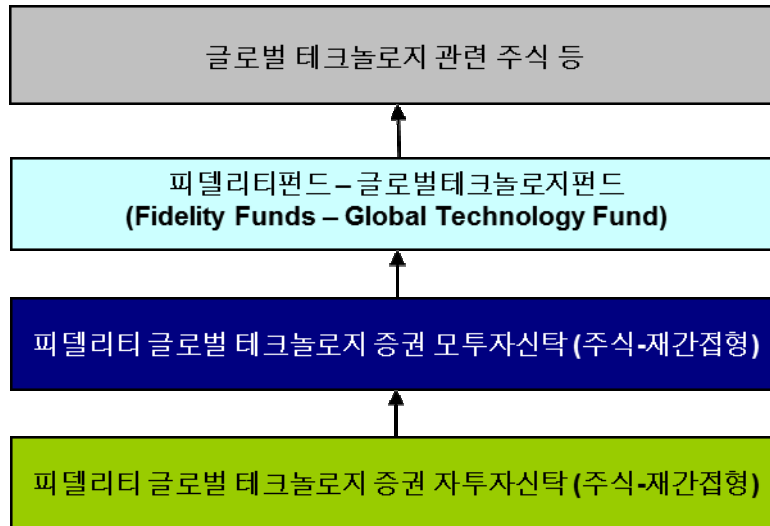 글로벌 테크놀로지 관련 주식 등
피델리티펀드 – 글로벌테크놀로지펀드
(Fidelity Funds – Global Technology Fund)
피델리티 글로벌 테크놀로지 증권 모투자신탁 (주식-재간접형)
피델리티 글로벌 테크놀로지 증권 자투자신탁 (주식-재간접형)